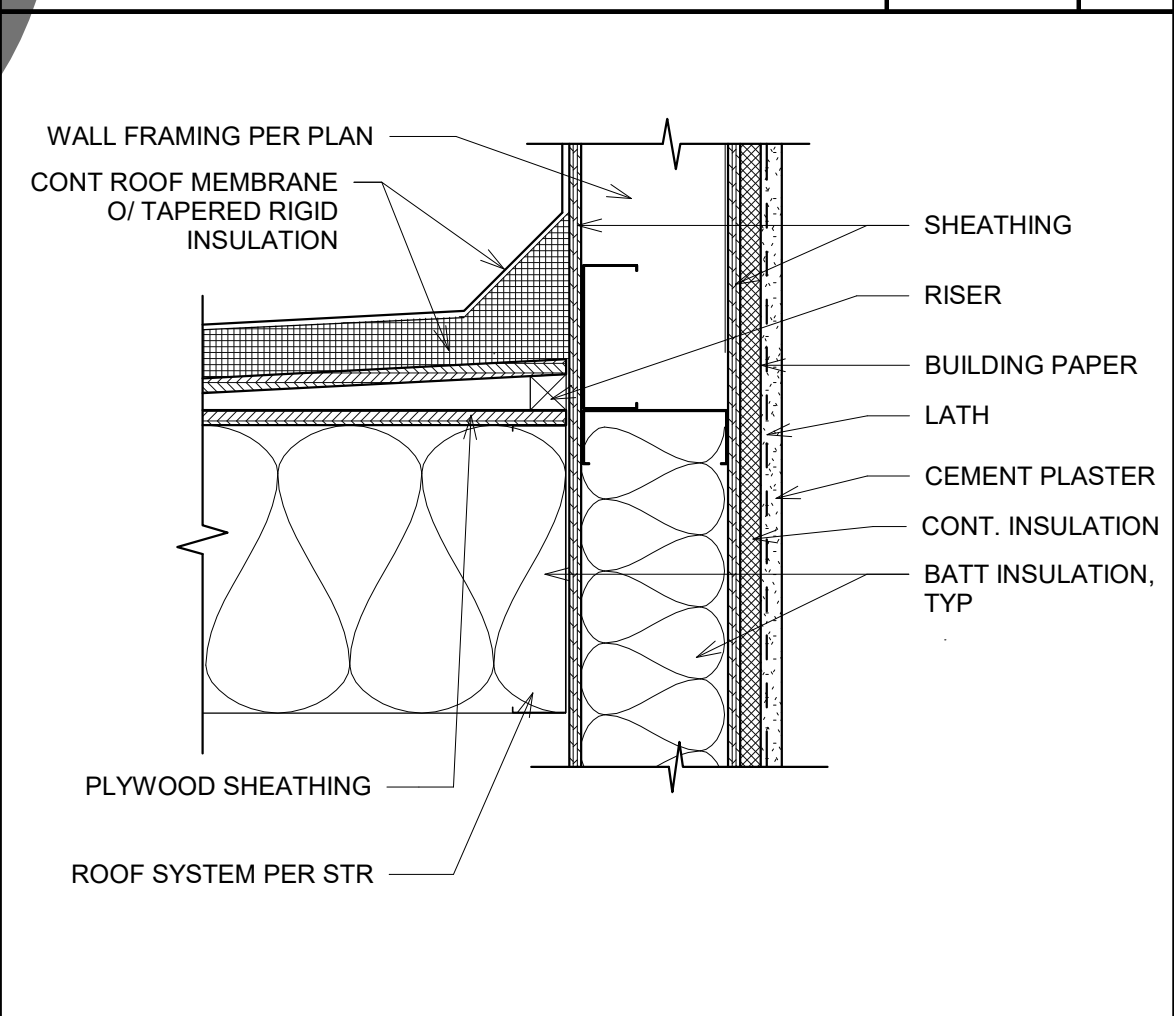 WALL FRAMING PER PLAN
CONT ROOF MEMBRANE
O/ TAPERED RIGID
INSULATION
SHEATHING
RISER
BUILDING PAPER
LATH
CEMENT PLASTER
CONT. INSULATION
BATT INSULATION,
TYP
PLYWOOD SHEATHING
ROOF SYSTEM PER STR